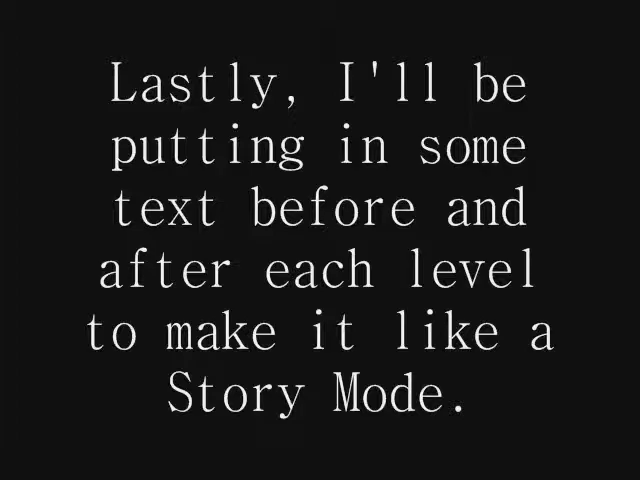 Lastly, I'll be
putting in some
text before and
after each level
to make it like a
Story Mode.